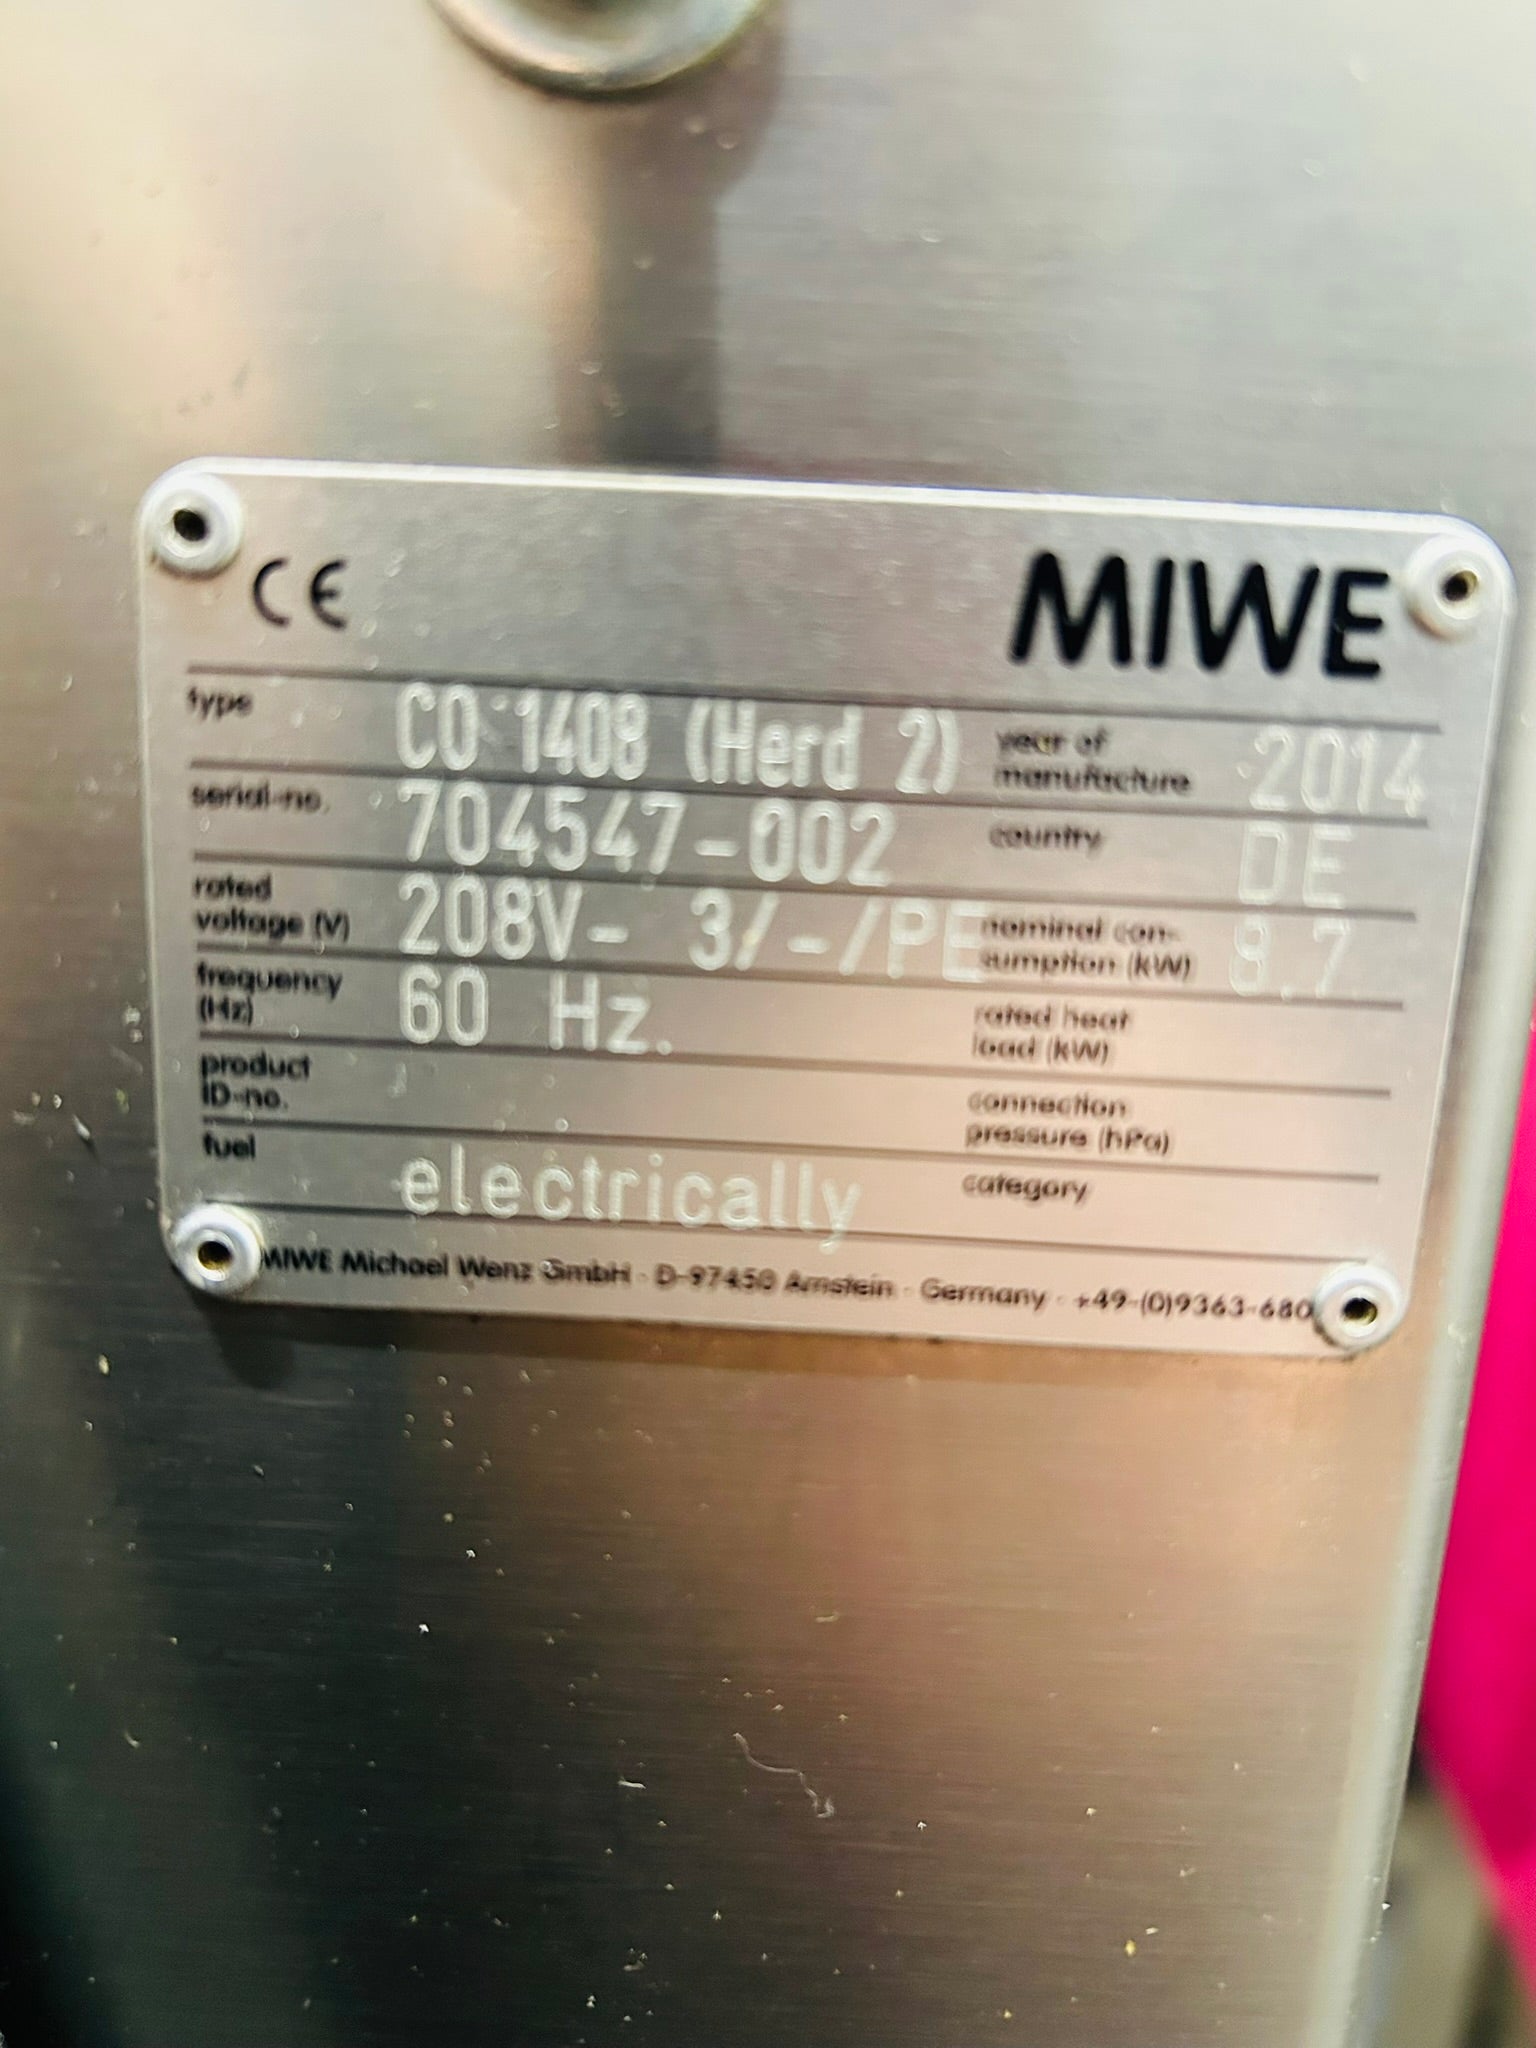 CE MIWE
type CO 1408 (Herd 2) year of manufacture 2014
serial-no. 704547-002 country DE
rated voltage (V) 208V- 3/-/PE nominal con-sumption (kW) 8.7
frequency (Hz) 60 Hz. rated heat load (kW)
product ID-no. connection pressure (hPa)
fuel electrically category
MIWE Michael Wenz GmbH · D-97450 Arnstein · Germany · +49-(0)9363-680